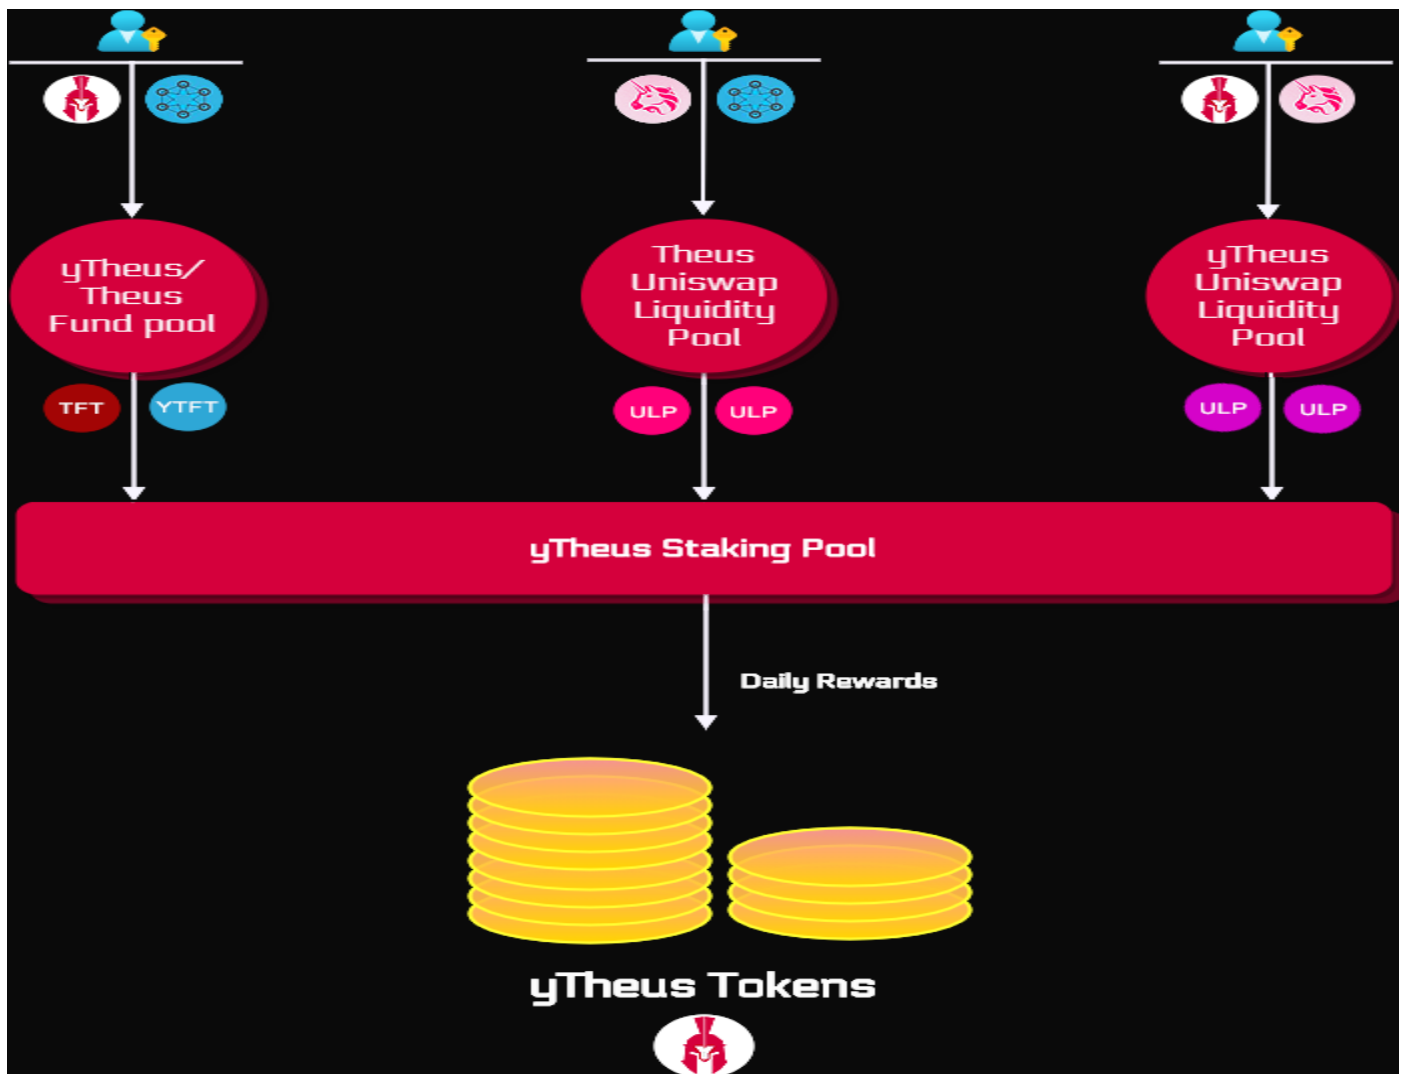 yTheus/
Theus
Fund pool
Theus
Uniswap
Liquidity
Pool
yTheus
Uniswap
Liquidity
Pool
TFT
YTFT
ULP
ULP
ULP
ULP
yTheus Staking Pool
Daily Rewards
yTheus Tokens